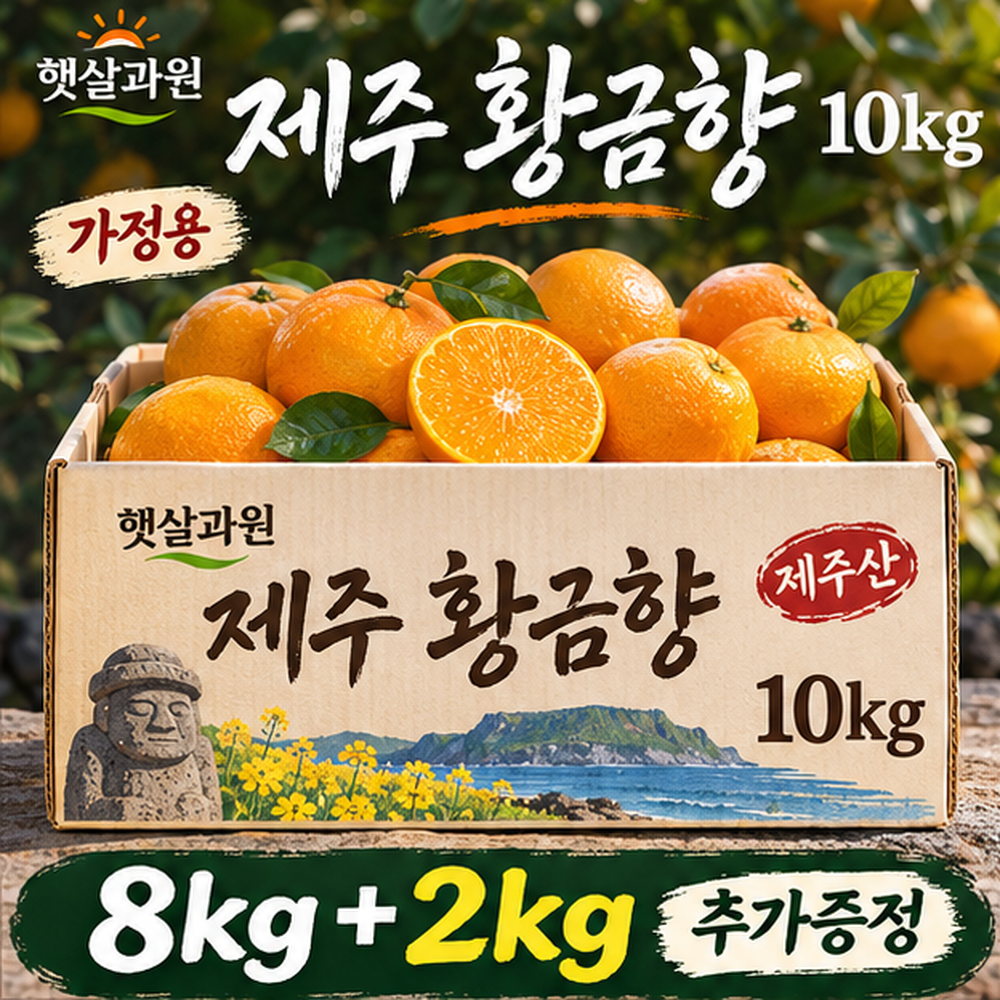 햇살과원
제주 황금향 10kg
가정용
햇살과원
제주산
제주 황금향
10kg
8kg+2kg 추가증정